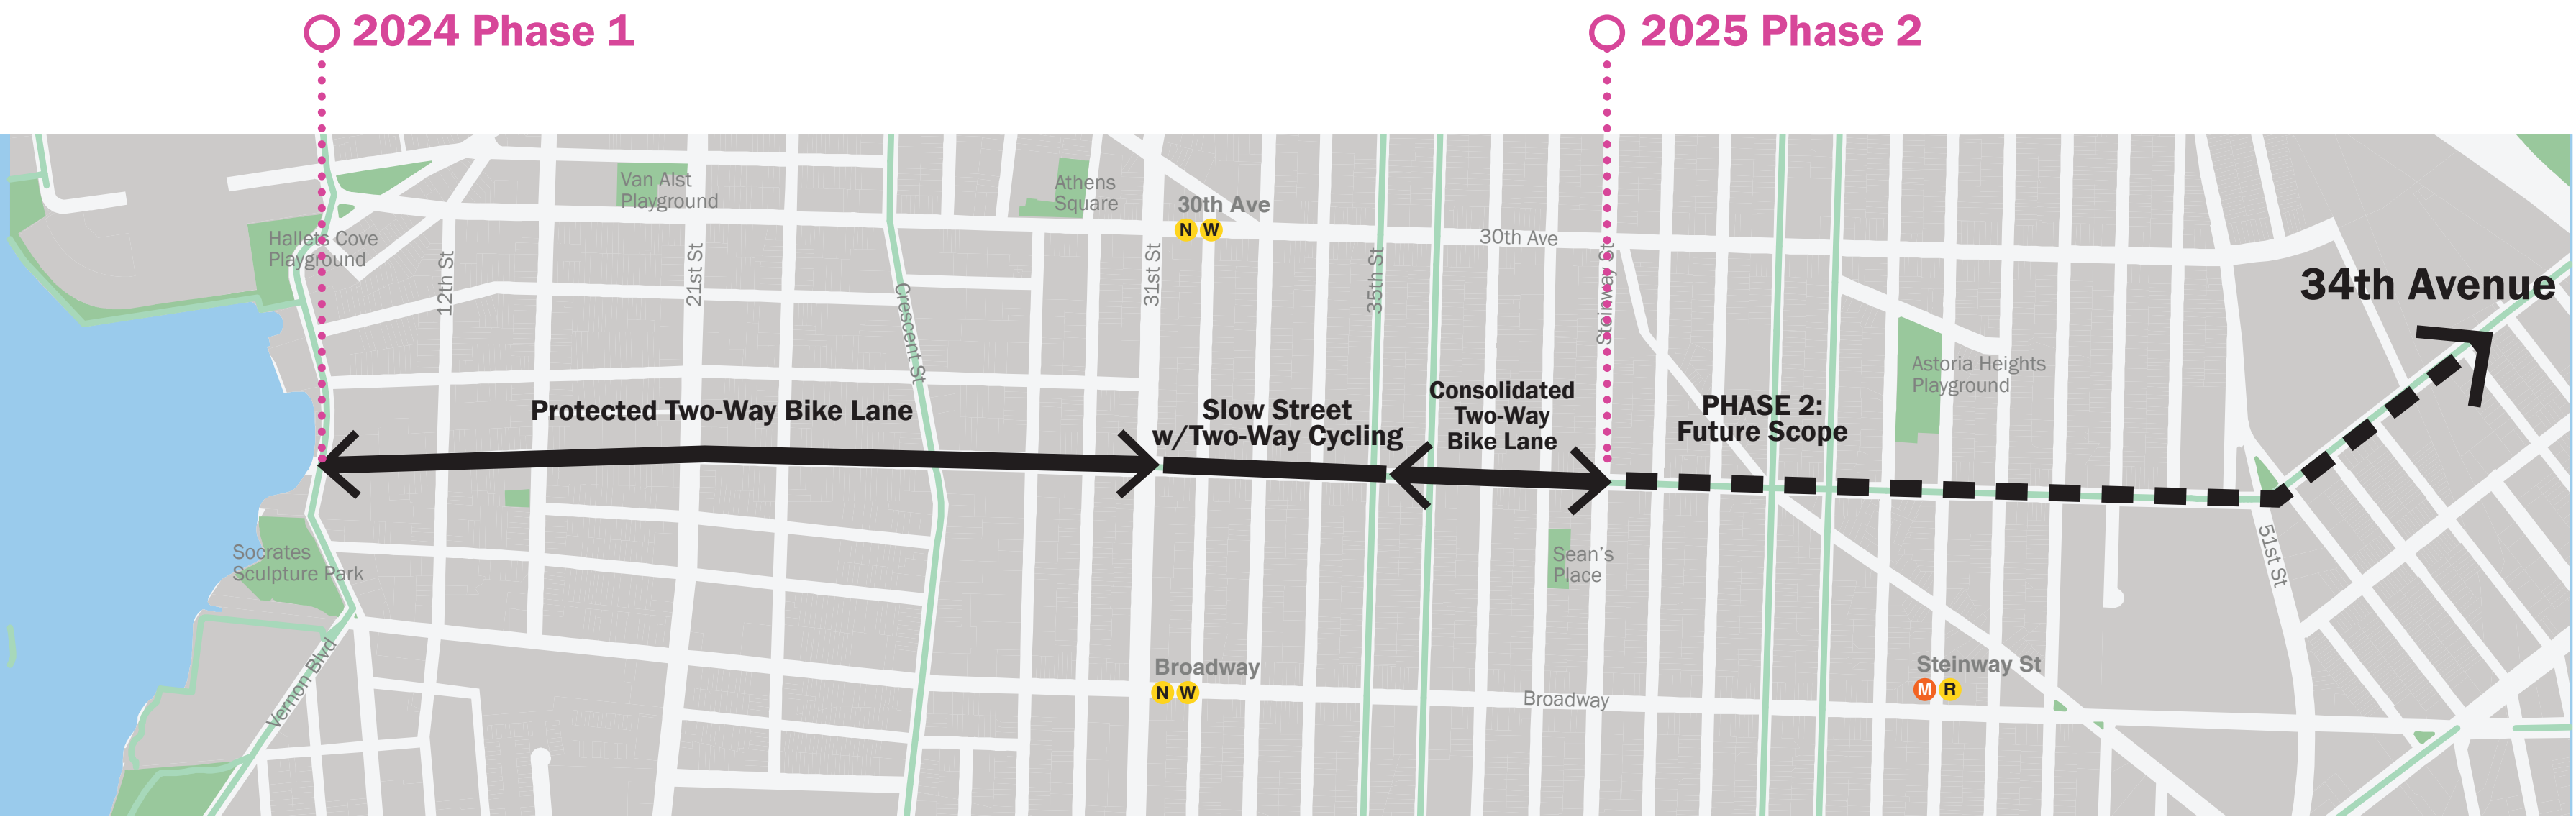 2024 Phase 1
2025 Phase 2
Van Alst
Playground
Athens
Square
30th Ave
N W
30th Ave
Hallets Cove
Playground
12th St
21st St
Crescent St
31st St
35th St
Steinway St
34th Avenue
Astoria Heights
Playground
Protected Two-Way Bike Lane
Slow Street
w/Two-Way Cycling
Consolidated
Two-Way
Bike Lane
PHASE 2:
Future Scope
Socrates
Sculpture Park
Sean's
Place
51st St
Vernon Blvd
Broadway
N W
Broadway
Steinway St
M R